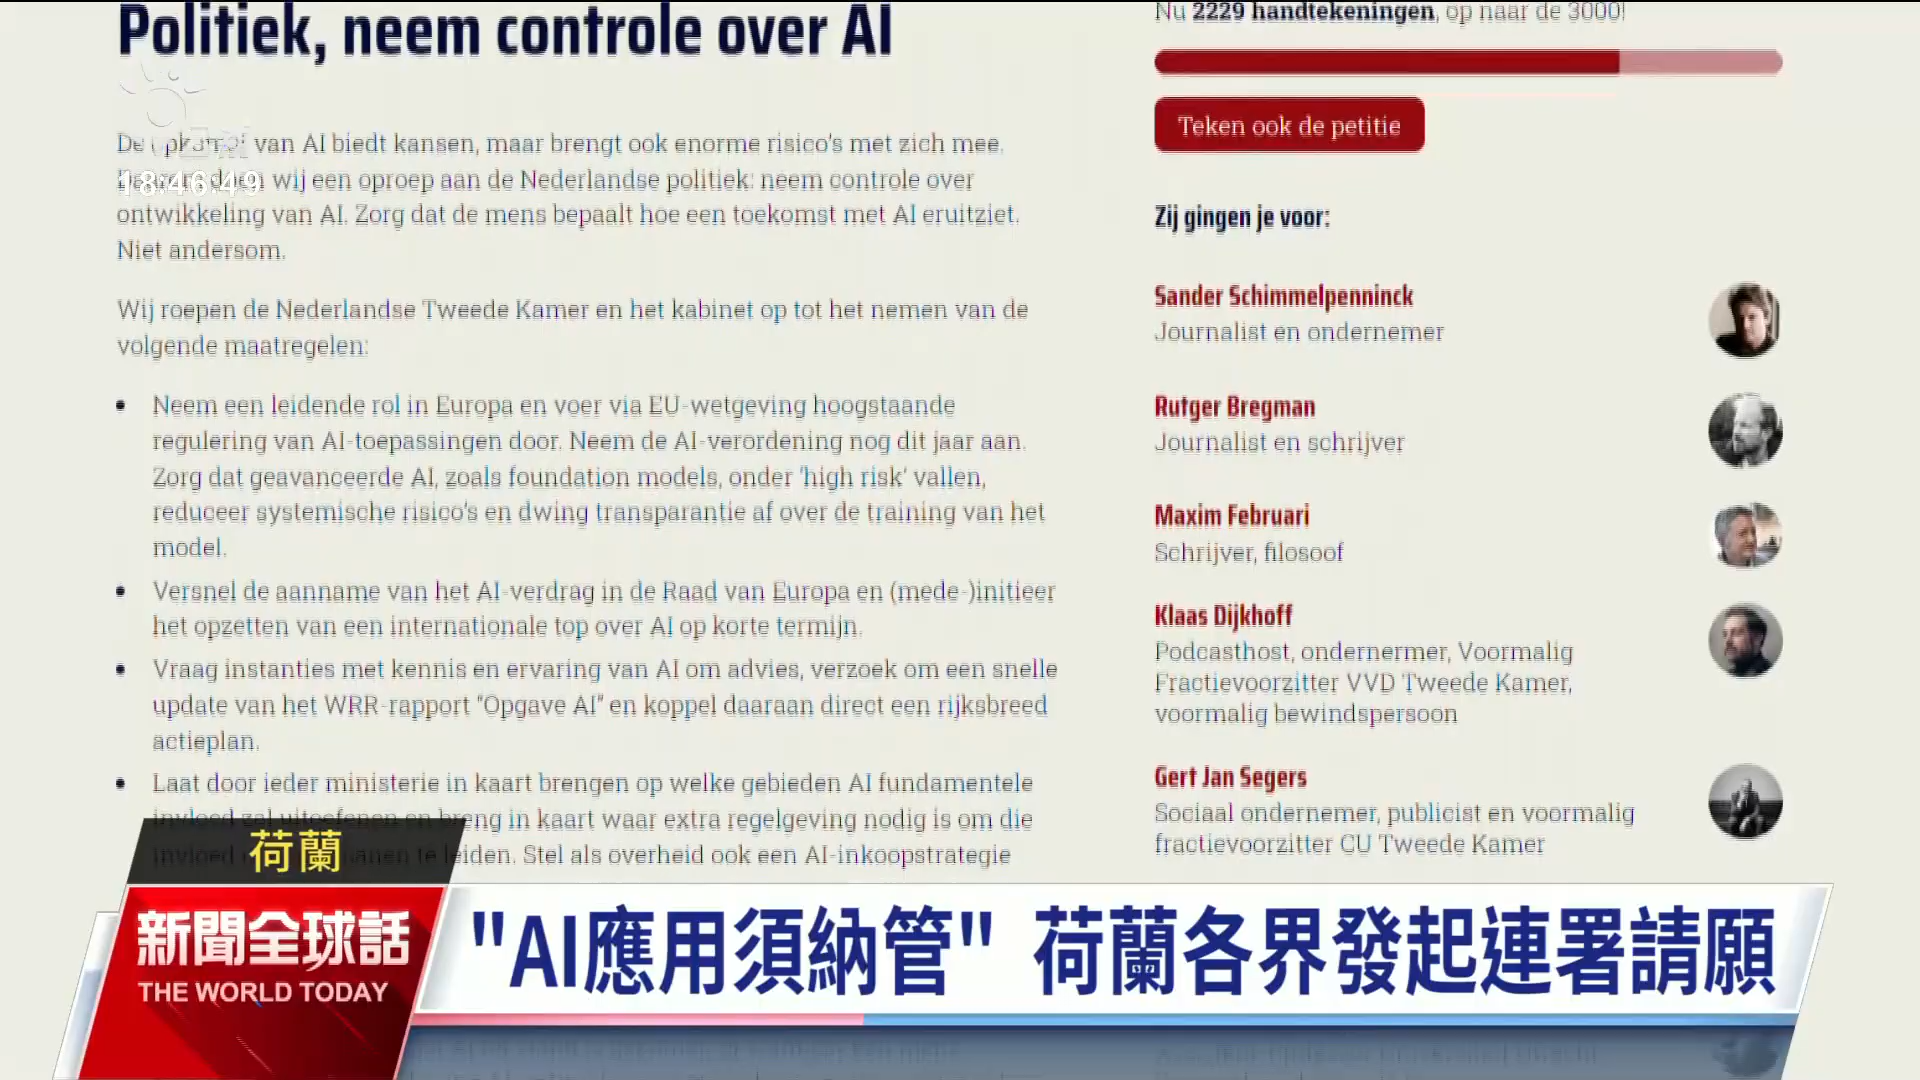 Politiek, neem controle over AI
De van AI biedt kansen, maar brengt ook enorme risico's met zich mee.
wij een oproep aan de Nederlandse politiek: neem controle over
ontwikkeling van AI. Zorg dat de mens bepaalt hoe een toekomst met AI eruitziet.
Niet andersom.
Wij roepen de Nederlandse Tweede Kamer en het kabinet op tot het nemen van de
volgende maatregelen:
• Neem een leidende rol in Europa en voer via EU-wetgeving hoogstaande
regulering van AI-toepassingen door. Neem de AI-verordening nog dit jaar aan.
Zorg dat geavanceerde AI, zoals foundation models, onder 'high risk' vallen,
reduceer systemische risico's en dwing transparantie af over de training van het
model.
• Versnel de aanname van het AI-verdrag in de Raad van Europa en (mede-)initieer
het opzetten van een internationale top over AI op korte termijn.
• Vraag instanties met kennis en ervaring van AI om advies, verzoek om een snelle
update van het WRR-rapport "Opgave AI" en koppel daaraan direct een rijksbreed
actieplan.
• Laat door ieder ministerie in kaart brengen op welke gebieden AI fundamentele
invloed zal uitoefenen en breng in kaart waar extra regelgeving nodig is om die
invloed te leiden. Stel als overheid ook een AI-inkoopstrategie
18:46:49
Nu 2229 handtekeningen, op naar de 3000!
Teken ook de petitie
Zij gingen je voor:
Sander Schimmelpenninck
Journalist en ondernemer
Rutger Bregman
Journalist en schrijver
Maxim Februari
Schrijver, filosoof
Klaas Dijkhoff
Podcasthost, ondernemer, Voormalig
Fractievoorzitter VVD Tweede Kamer,
voormalig bewindspersoon
Gert Jan Segers
Sociaal ondernemer, publicist en voormalig
fractievoorzitter CU Tweede Kamer
荷蘭
新聞全球話
THE WORLD TODAY
"AI應用須納管" 荷蘭各界發起連署請願